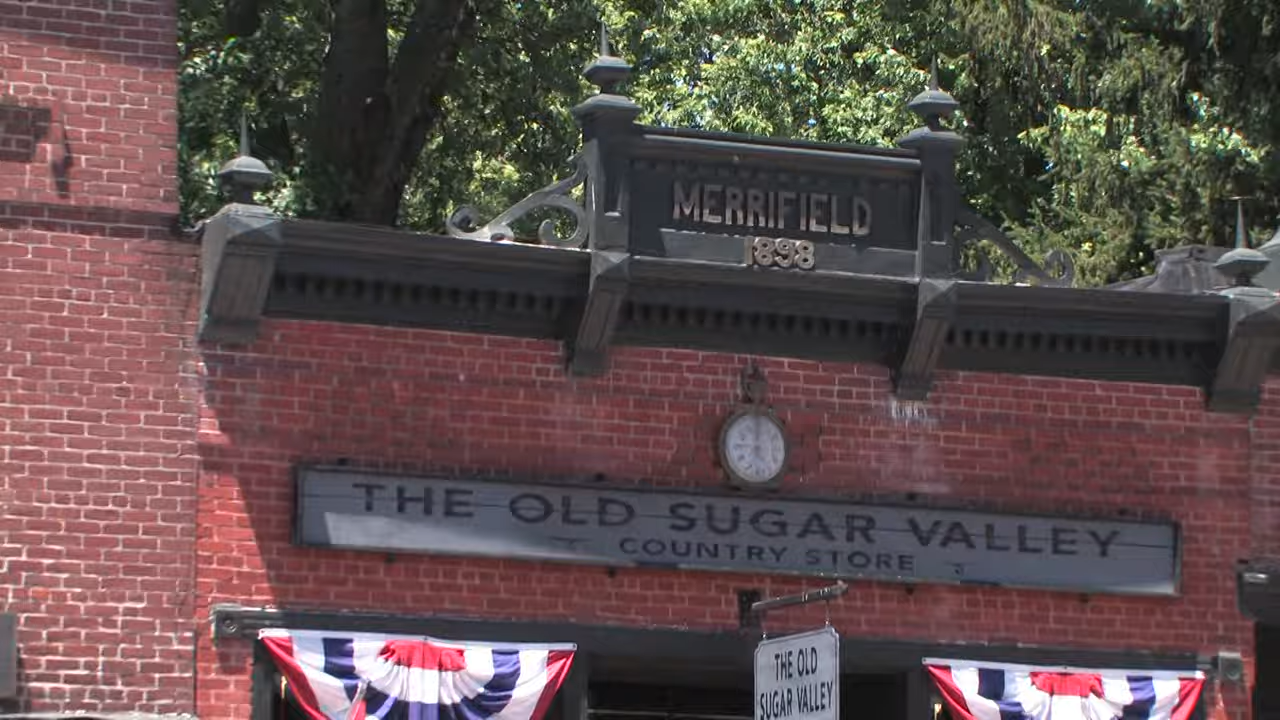 MERRIFIELD
1898
THE OLD SUGAR VALLEY
COUNTRY STORE
THE OLD
SUGAR VALLEY